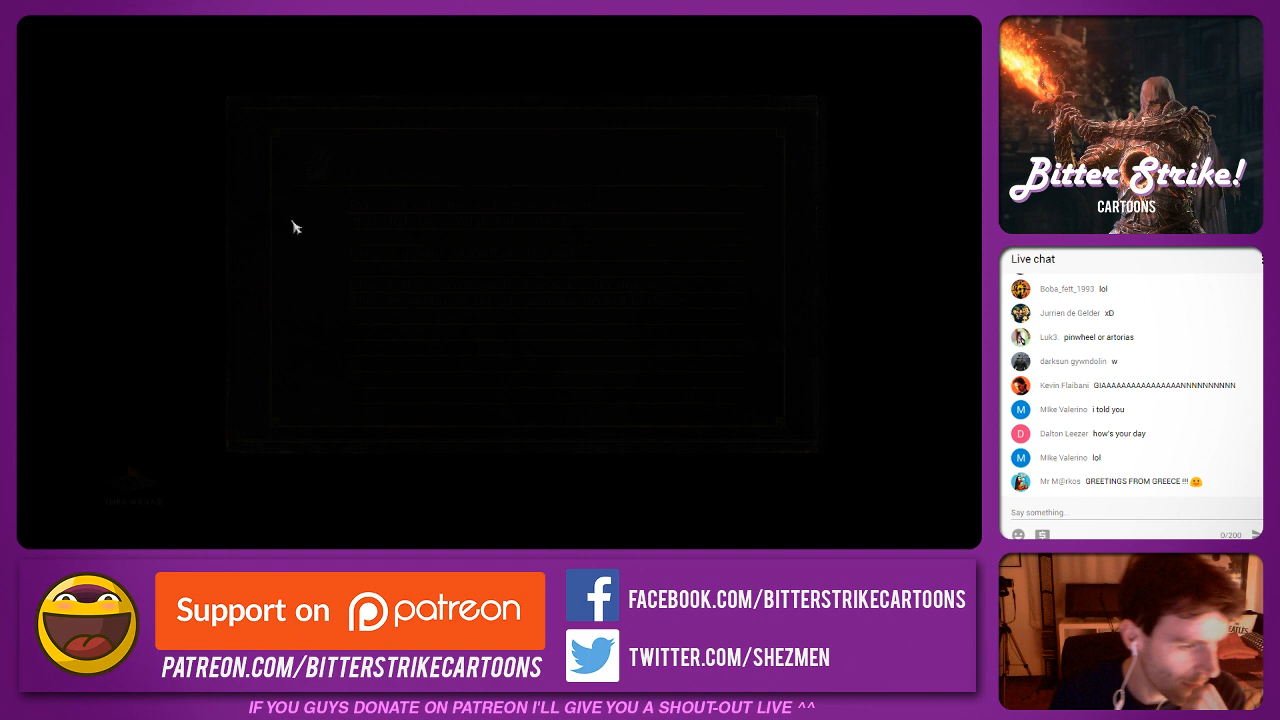 Bitter Strike!
CARTOONS
Live chat
Boba_fett_1993 lol
Jurrien de Gelder xD
Luk3. pinwheel or artorias
darksun gywndolin w
Kevin Flaibani GIAAAAAAAAAAAAAAAANNNNNNNNNN
M Mike Valerino i told you
D Dalton Leezer how's your day
M Mike Valerino lol
Mr M@rkos GREETINGS FROM GREECE !!!
Say something...
0/200
Support on patreon
PATREON.COM/BITTERSTRIKECARTOONS
FACEBOOK.COM/BITTERSTRIKECARTOONS
TWITTER.COM/SHEZMEN
IF YOU GUYS DONATE ON PATREON I'LL GIVE YOU A SHOUT-OUT LIVE ^^